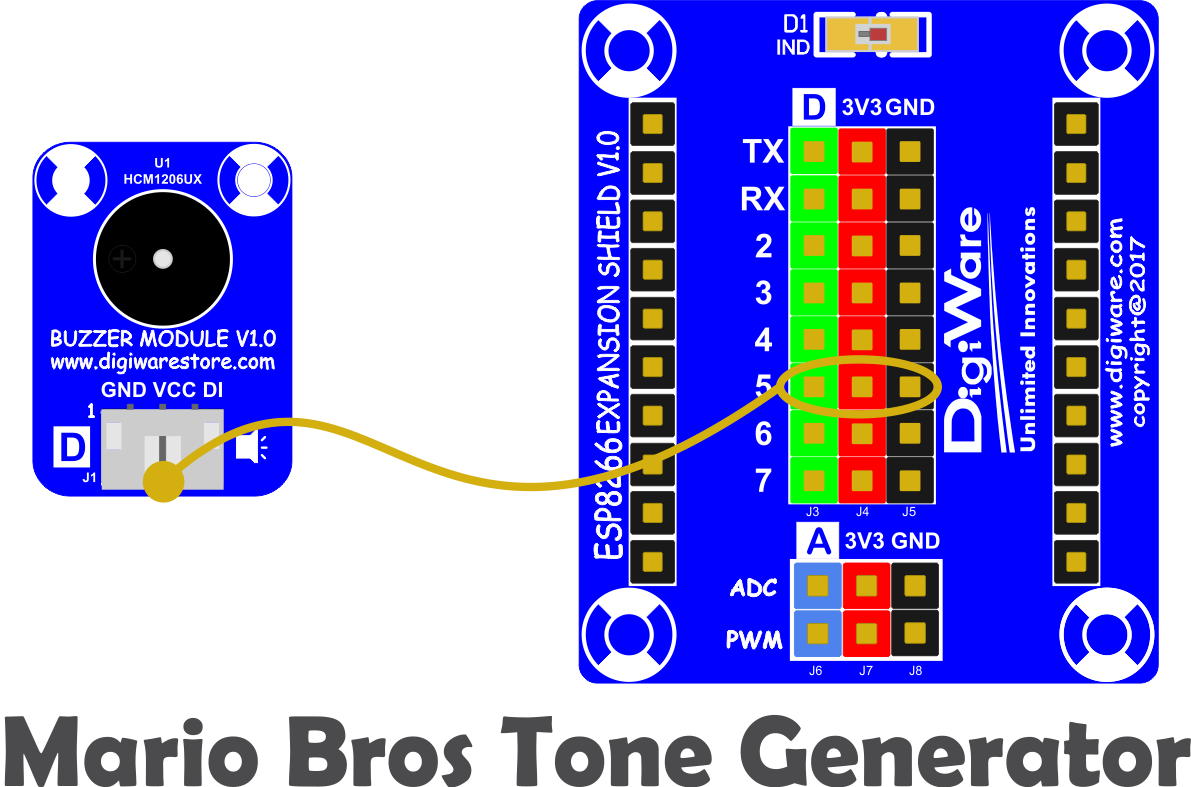 U1
HCM1206UX
BUZZER MODULE V1.0
www.digiwarestore.com
GND VCC DI
1
D
J1
D1
IND
D 3V3 GND
TX
RX
2
3
4
5
6
7
J3 J4 J5
A 3V3 GND
ADC
PWM
J6 J7 J8
ESP8266EXPANSION SHIELD V1.0
DigiWare
Unlimited Innovations
www.digiware.com
copyright@2017
Mario Bros Tone Generator